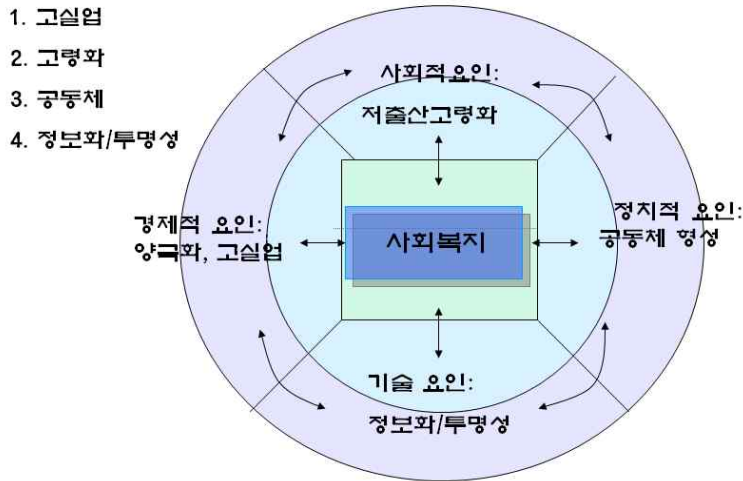 1. 고실업
2. 고령화
3. 공동체
4. 정보화/투명성
사회적요인:
저출산고령화
경제적 요인:
양극화, 고실업
사회복지
정치적 요인:
공동체 형성
기술 요인:
정보화/투명성